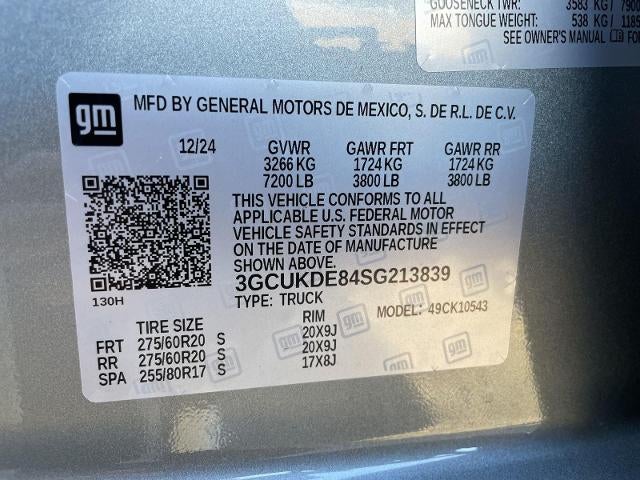 GOOSENECK TWR: 3583 KG / 7900
MAX TONGUE WEIGHT: 538 KG / 1185
SEE OWNER'S MANUAL FO
gm
MFD BY GENERAL MOTORS DE MEXICO, S. DE R.L. DE C.V.
12/24 GVWR GAWR FRT GAWR RR
3266 KG 1724 KG 1724 KG
7200 LB 3800 LB 3800 LB
THIS VEHICLE CONFORMS TO ALL
APPLICABLE U.S. FEDERAL MOTOR
VEHICLE SAFETY STANDARDS IN EFFECT
ON THE DATE OF MANUFACTURE
SHOWN ABOVE.
3GCUKDE84SG213839
130H
TYPE: TRUCK MODEL: 49CK10543
TIRE SIZE RIM
FRT 275/60R20 S 20X9J
RR 275/60R20 S 20X9J
SPA 255/80R17 S 17X8J